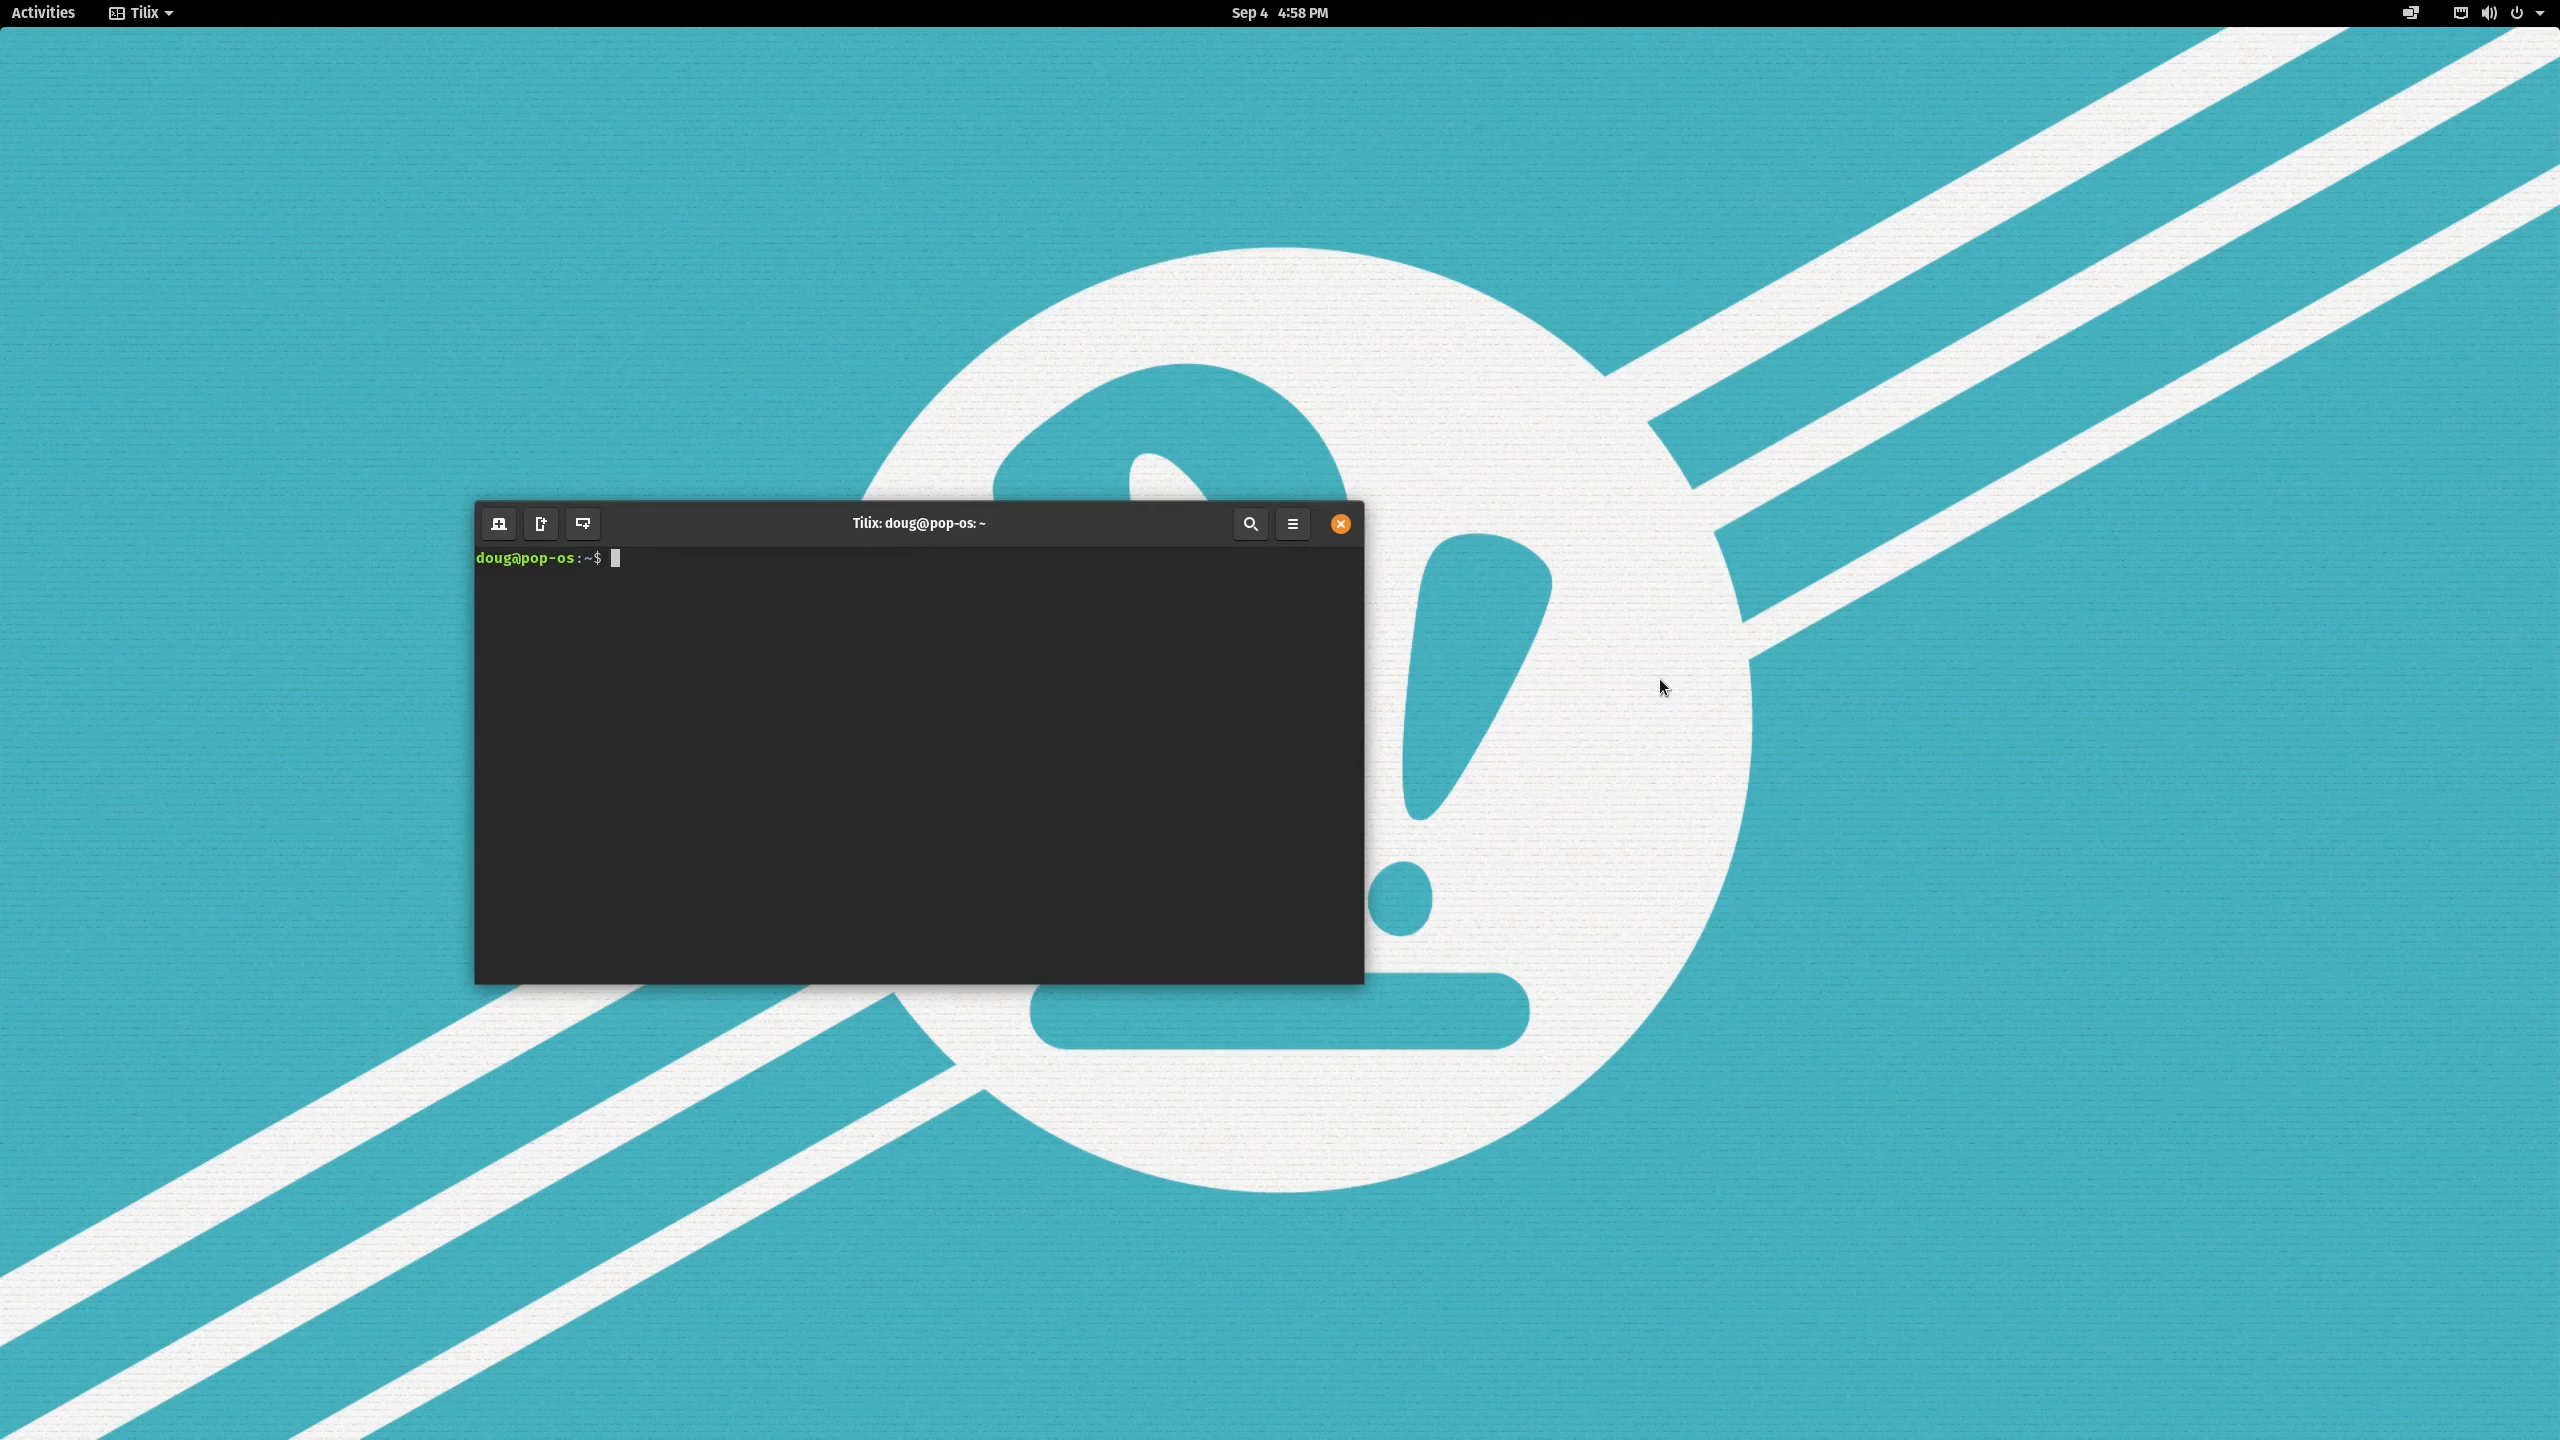 Activities
Tilix
Sep 4 4:58 PM
Tilix: doug@pop-os: ~
doug@pop-os:~$